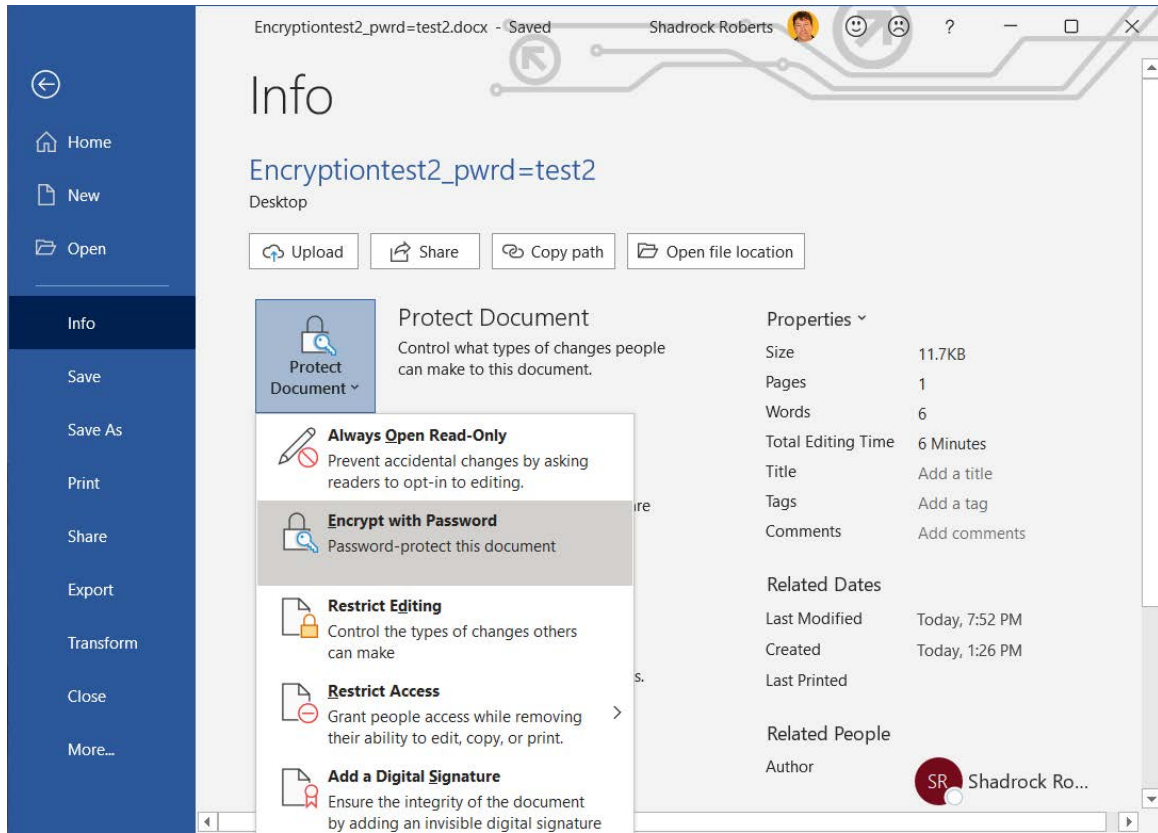 Encryptiontest2_pwrd=test2.docx - Saved
Shadrock Roberts
?
Info
Home
New
Open
Info
Save
Save As
Print
Share
Export
Transform
Close
More...
Encryptiontest2_pwrd=test2
Desktop
Upload
Share
Copy path
Open file location
Protect
Document
Protect Document
Control what types of changes people
can make to this document.
Always Open Read-Only
Prevent accidental changes by asking
readers to opt-in to editing.
Encrypt with Password
Password-protect this document
Restrict Editing
Control the types of changes others
can make
Restrict Access
Grant people access while removing
their ability to edit, copy, or print.
Add a Digital Signature
Ensure the integrity of the document
by adding an invisible digital signature
Properties
Size 11.7KB
Pages 1
Words 6
Total Editing Time 6 Minutes
Title Add a title
Tags Add a tag
Comments Add comments
Related Dates
Last Modified Today, 7:52 PM
Created Today, 1:26 PM
Last Printed
Related People
Author
SR Shadrock Ro...